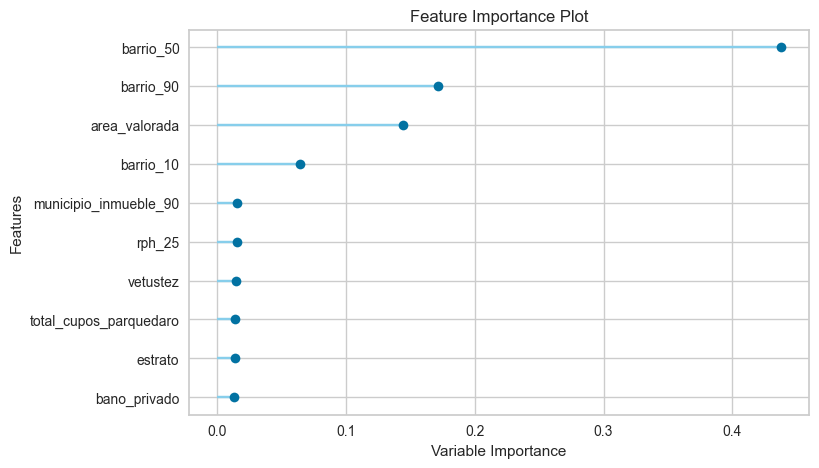 Feature Importance Plot
Features
barrio_50
barrio_90
area_valorada
barrio_10
municipio_inmueble_90
rph_25
vetustez
total_cupos_parquedaro
estrato
bano_privado
0.0 0.1 0.2 0.3 0.4
Variable Importance